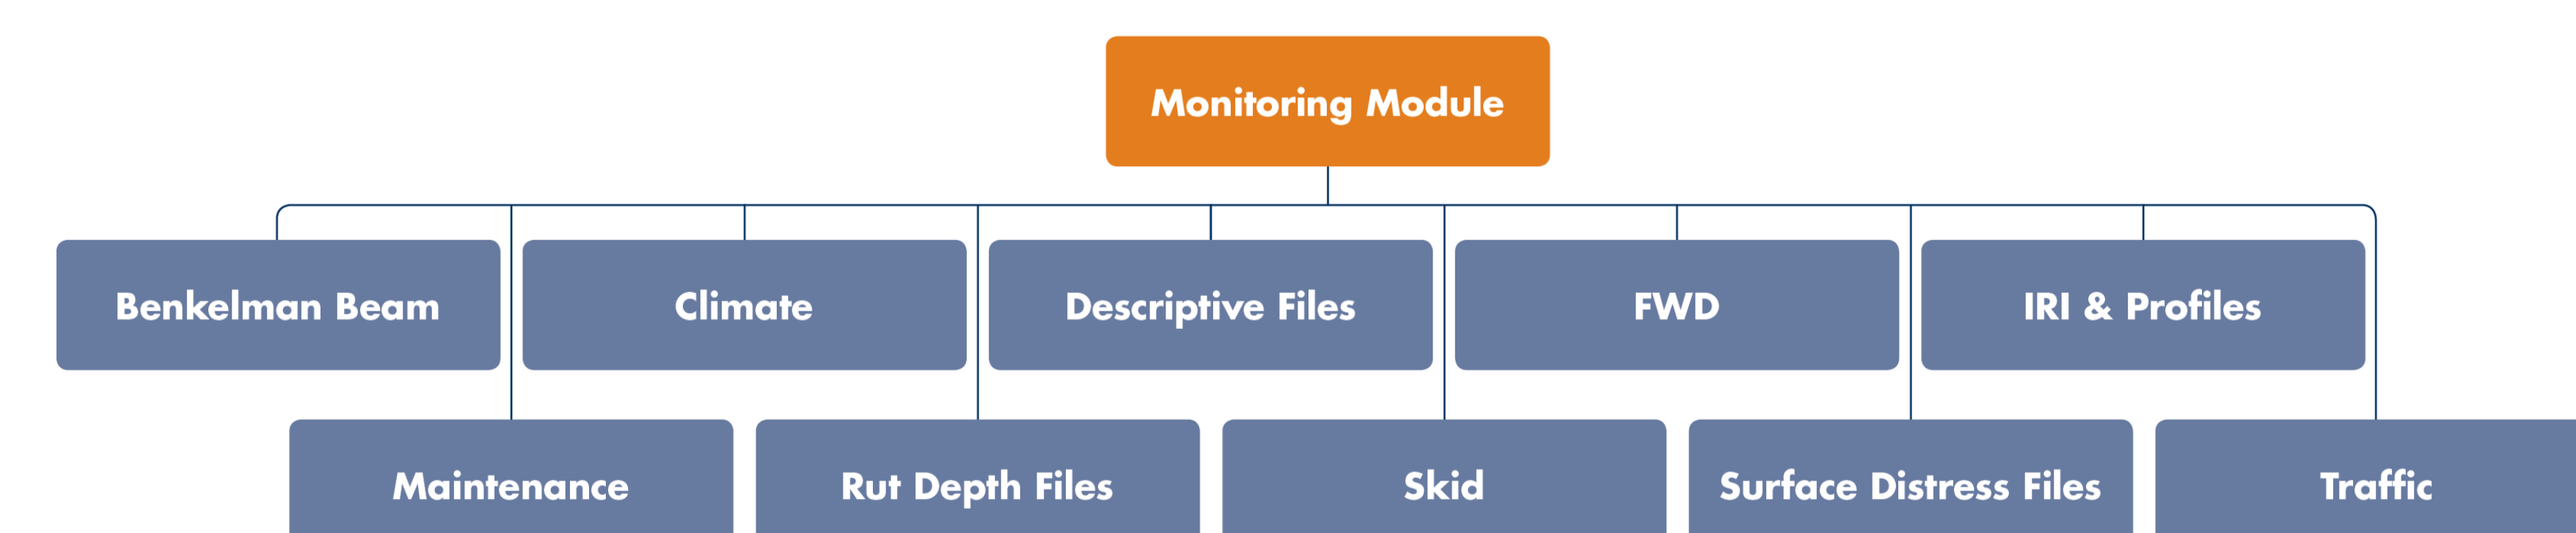 Monitoring Module
Benkelman Beam
Climate
Descriptive Files
FWD
IRI & Profiles
Maintenance
Rut Depth Files
Skid
Surface Distress Files
Traffic